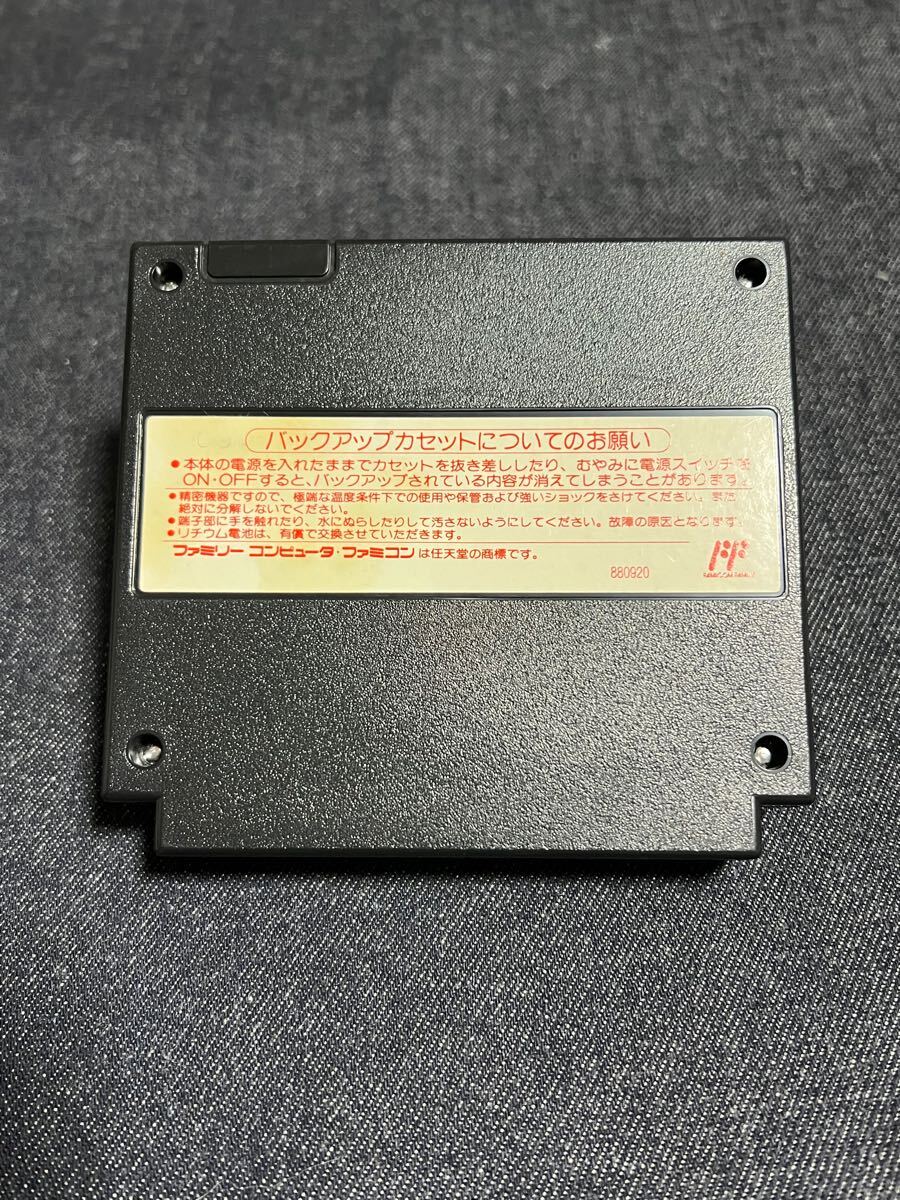 バックアップカセットについてのお願い
●本体の電源を入れたままでカセットを抜き差ししたり、むやみに電源スイッチを
ON・OFFすると、バックアップされている内容が消えてしまうことがあります。
●精密機器ですので、極端な温度条件下での使用や保管および強いショックをさけてください。また
絶対に分解しないでください。
●端子部に手を触れたり、水にぬらしたりして汚さないようにしてください。故障の原因となります。
●リチウム電池は、有償で交換させていただきます。
ファミリーコンピュータ・ファミコンは任天堂の商標です。
880920
FF
FAMICOM FAMILY